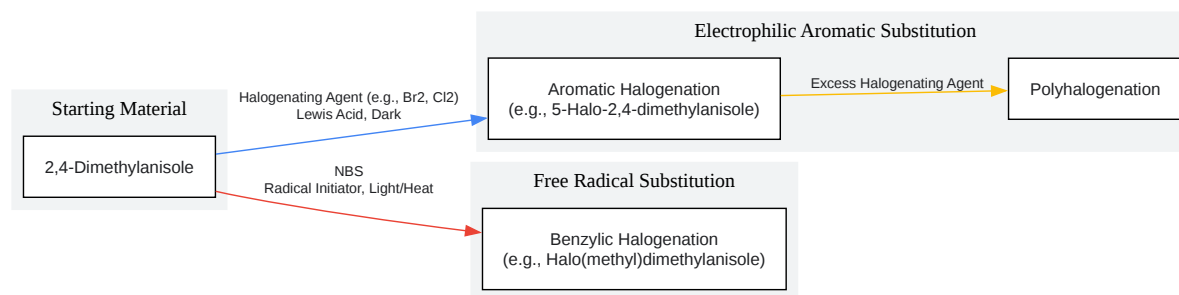 Electrophilic Aromatic Substitution
Starting Material
2,4-Dimethylanisole
Halogenating Agent (e.g., Br2, Cl2)
Lewis Acid, Dark
Aromatic Halogenation
(e.g., 5-Halo-2,4-dimethylanisole)
Excess Halogenating Agent
Polyhalogenation
NBS
Radical Initiator, Light/Heat
Free Radical Substitution
Benzylic Halogenation
(e.g., Halo(methyl)dimethylanisole)